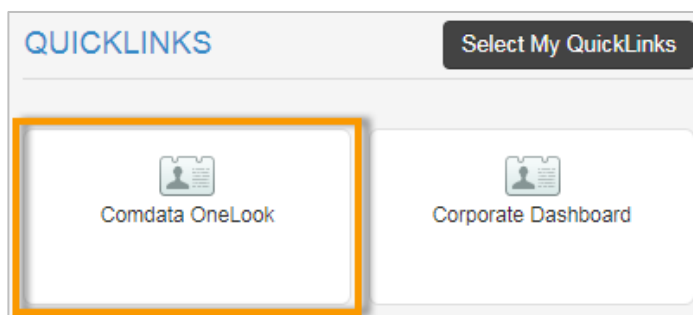 QUICKLINKS
Select My QuickLinks
Comdata OneLook
Corporate Dashboard